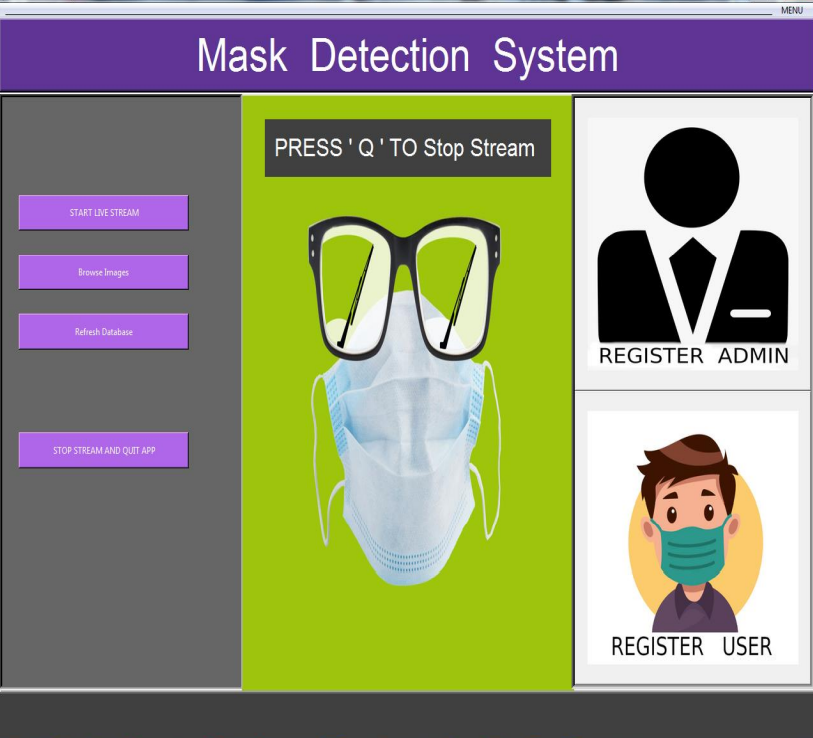 MENU
Mask Detection System
START LIVE STREAM
Browse Images
Refresh Database
STOP STREAM AND QUIT APP
PRESS ' Q ' TO Stop Stream
REGISTER ADMIN
REGISTER USER